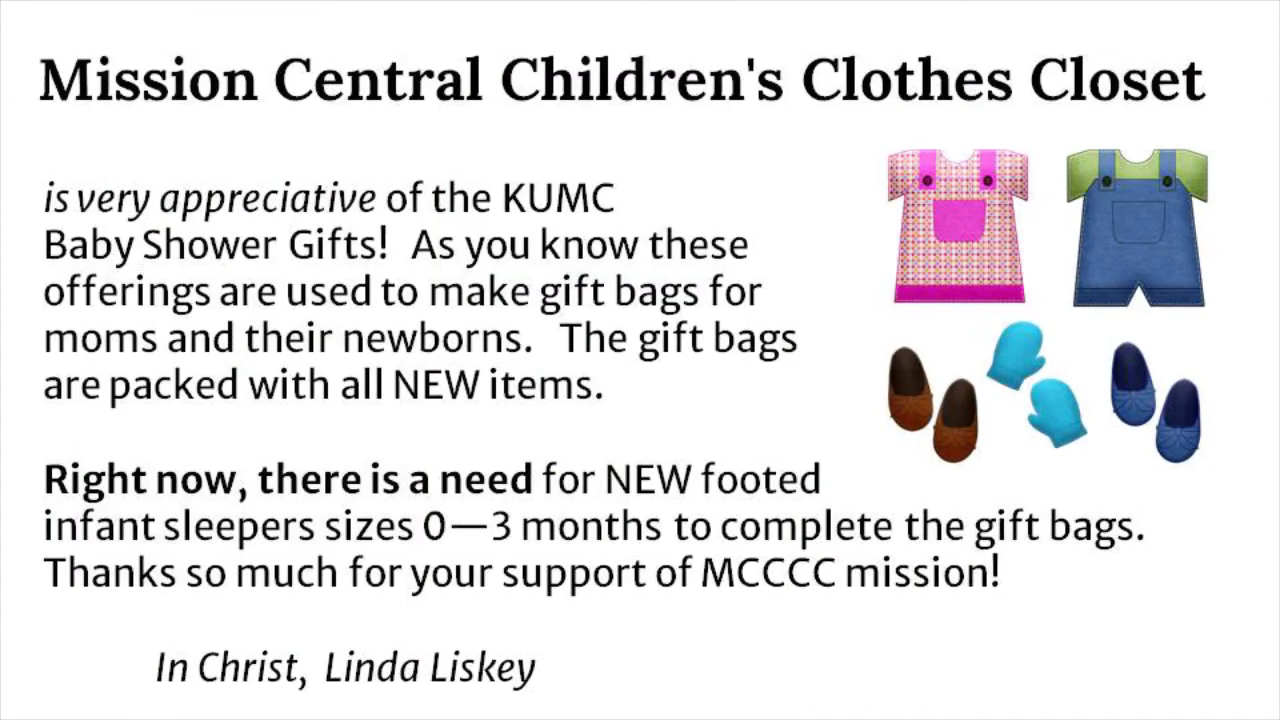 Mission Central Children's Clothes Closet
is very appreciative of the KUMC
Baby Shower Gifts!   As you know these
offerings are used to make gift bags for
moms and their newborns.   The gift bags
are packed with all NEW items.
Right now, there is a need for NEW footed
infant sleepers sizes 0—3 months to complete the gift bags.
Thanks so much for your support of MCCCC mission!
In Christ,  Linda Liskey